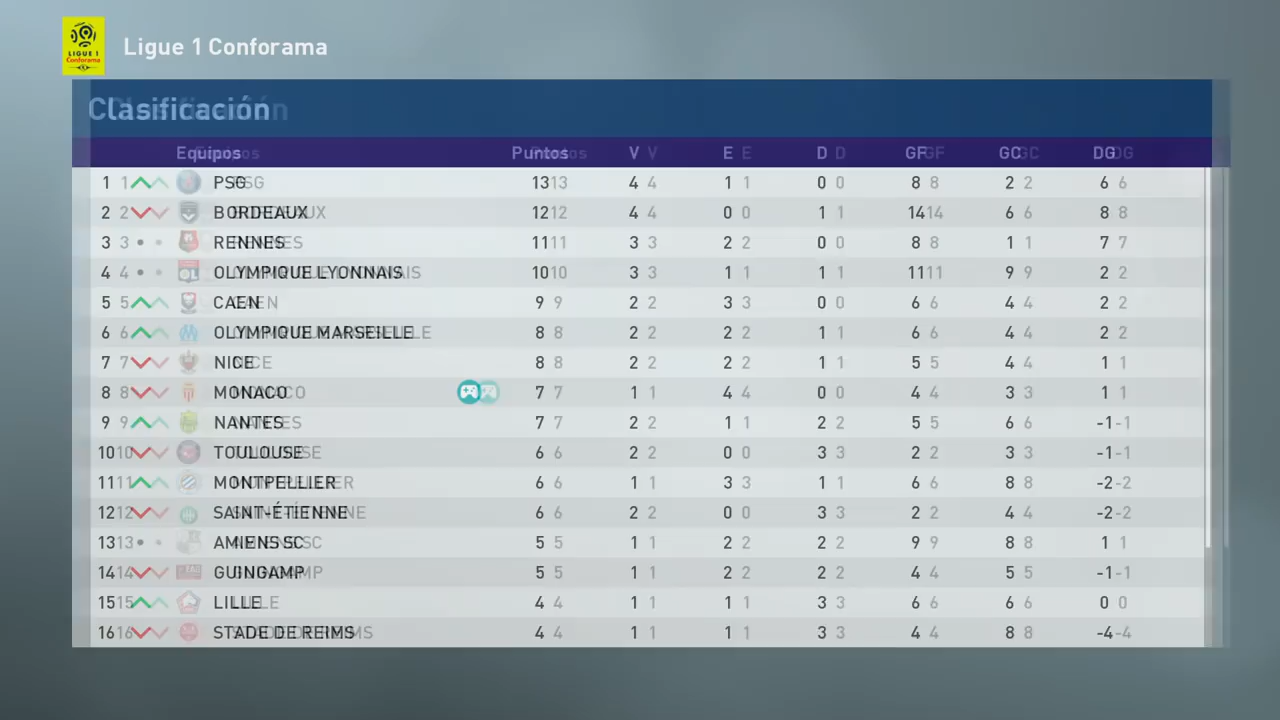 LIGUE 1
Conforama
Ligue 1 Conforama
Clasificación
Equipos Puntos V E D GF GC DG
1 PSG 13 4 1 0 8 2 6
2 BORDEAUX 12 4 0 1 14 6 8
3 RENNES 11 3 2 0 8 1 7
4 OLYMPIQUE LYONNAIS 10 3 1 1 11 9 2
5 CAEN 9 2 3 0 6 4 2
6 OLYMPIQUE MARSEILLE 8 2 2 1 6 4 2
7 NICE 8 2 2 1 5 4 1
8 MONACO 7 1 4 0 4 3 1
9 NANTES 7 2 1 2 5 6 -1
10 TOULOUSE 6 2 0 3 2 3 -1
11 MONTPELLIER 6 1 3 1 6 8 -2
12 SAINT-ÉTIENNE 6 2 0 3 2 4 -2
13 AMIENS SC 5 1 2 2 9 8 1
14 GUINGAMP 5 1 2 2 4 5 -1
15 LILLE 4 1 1 3 6 6 0
16 STADE DE REIMS 4 1 1 3 4 8 -4